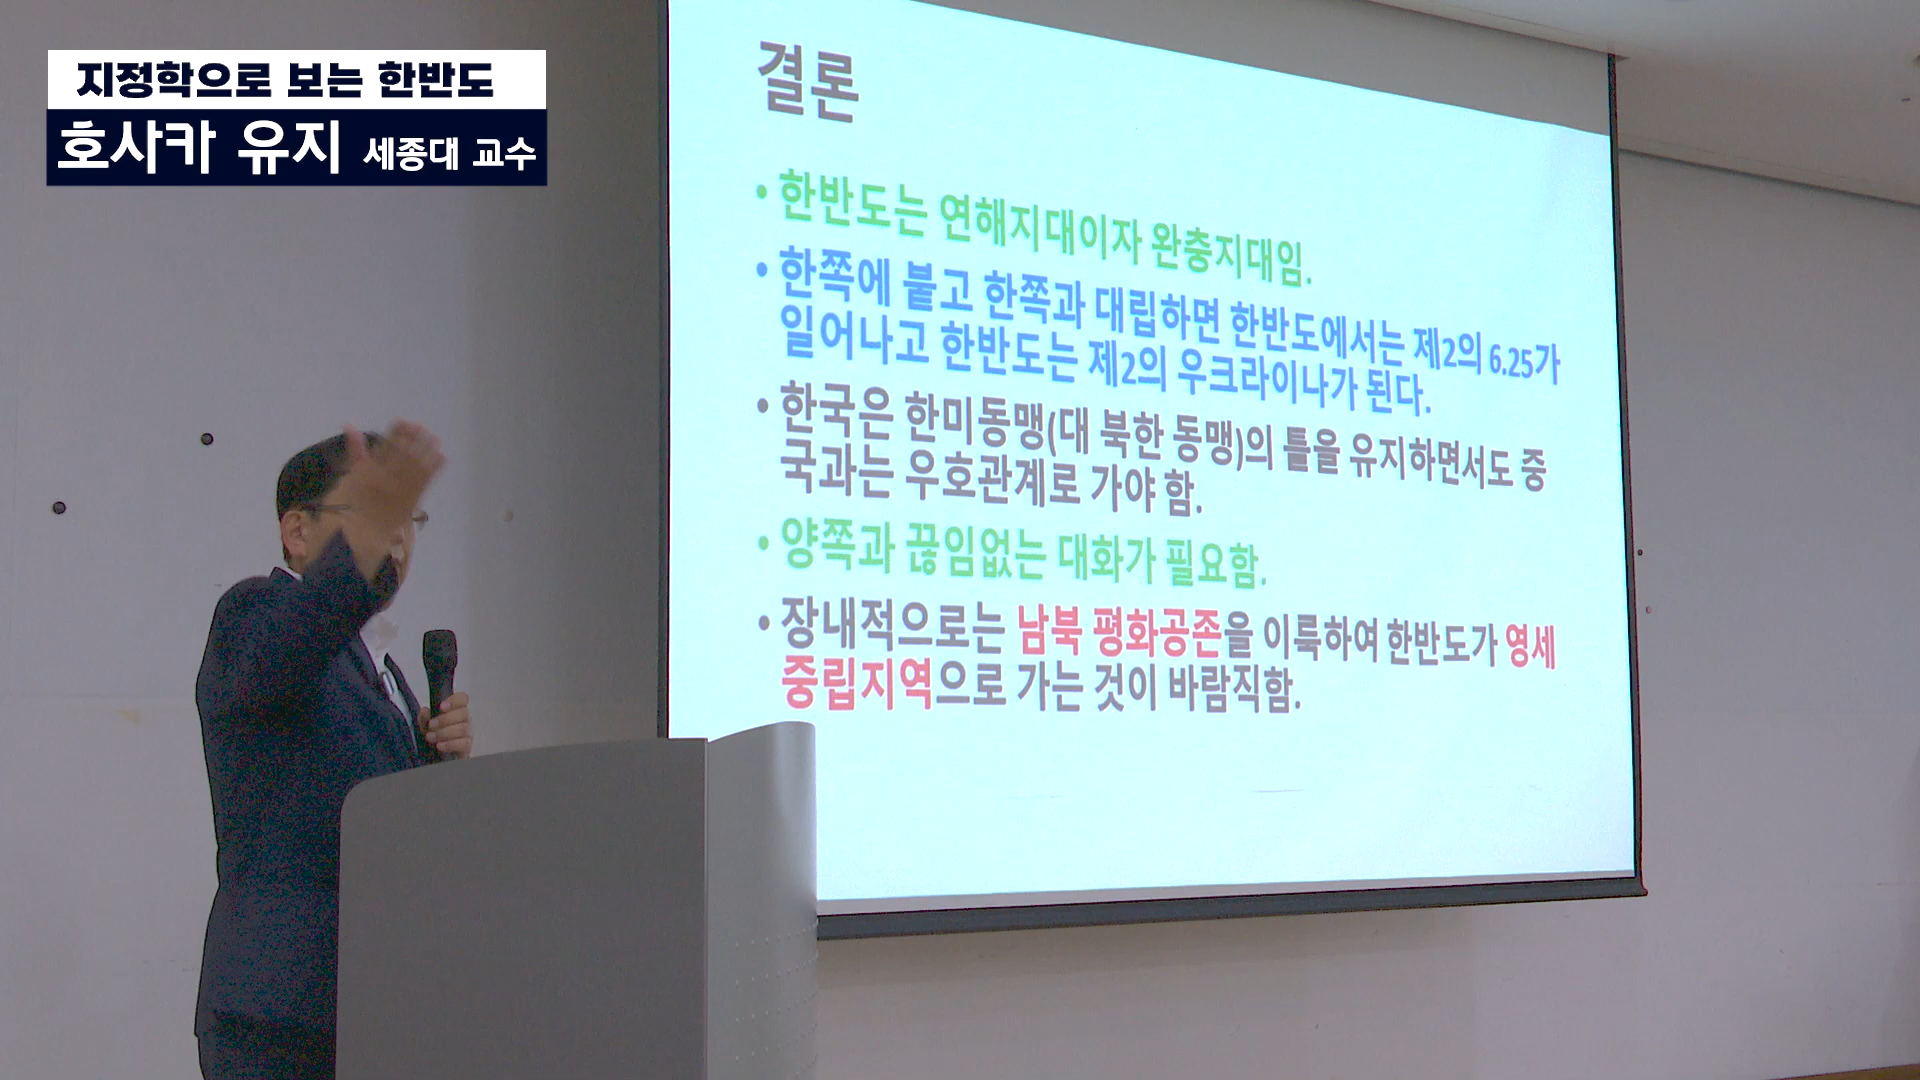 지정학으로 보는 한반도
호사카 유지 세종대 교수
결론
• 한반도는 연해지대이자 완충지대임.
• 한쪽에 붙고 한쪽과 대립하면 한반도에서는 제2의 6.25가
일어나고 한반도는 제2의 우크라이나가 된다.
• 한국은 한미동맹(대 북한 동맹)의 틀을 유지하면서도 중
국과는 우호관계로 가야 함.
• 양쪽과 끊임없는 대화가 필요함.
• 장내적으로는 남북 평화공존을 이룩하여 한반도가 영세
중립지역으로 가는 것이 바람직함.